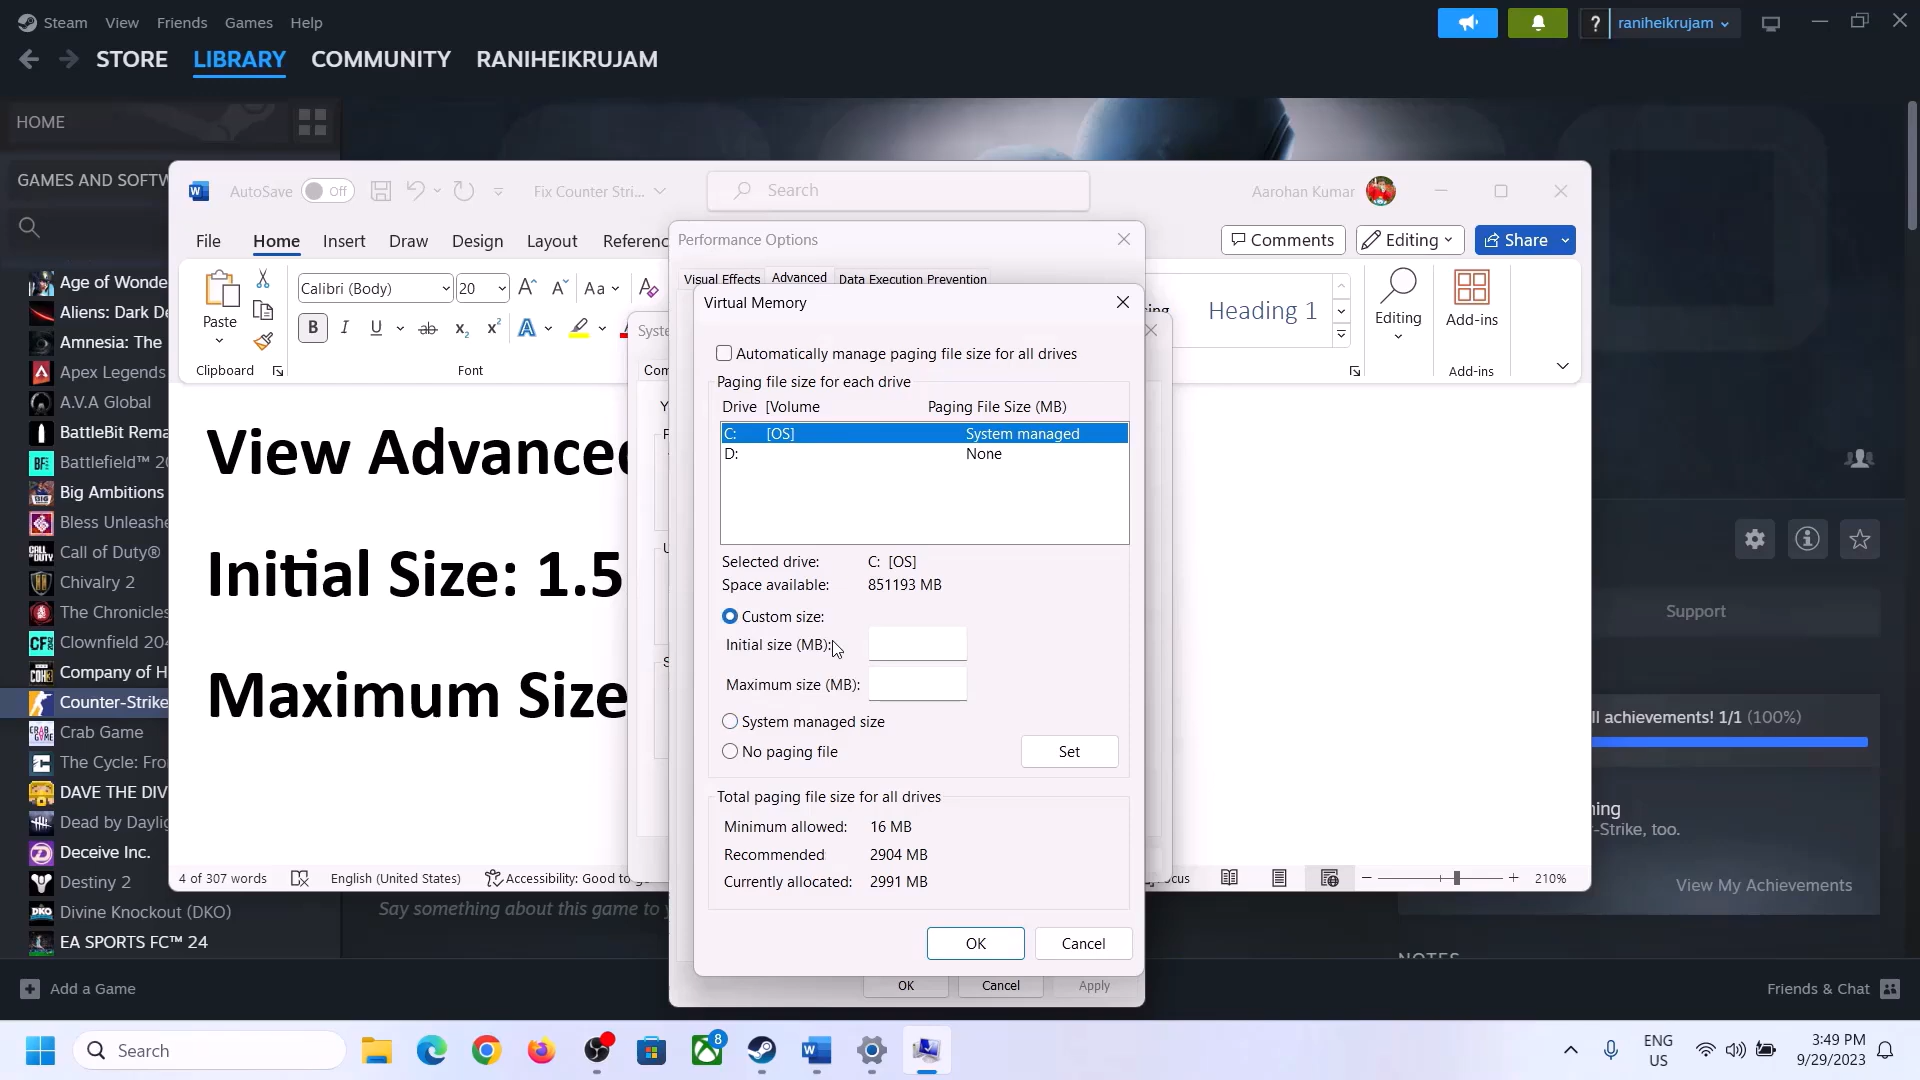 Steam View Friends Games Help
raniheikrujam
STORE LIBRARY COMMUNITY RANIHEIKRUJAM
HOME
GAMES AND SOFTW
Age of Wonde
Aliens: Dark De
Amnesia: The
Apex Legends
A.V.A Global
BattleBit Rema
Battlefield™ 20
Big Ambitions
Bless Unleashe
Call of Duty®
Chivalry 2
The Chronicles
Clownfield 204
Company of H
Counter-Strike
Crab Game
The Cycle: Fro
DAVE THE DIV
Dead by Daylig
Deceive Inc.
Destiny 2
Divine Knockout (DKO)
EA SPORTS FC™ 24
Add a Game
AutoSave Off
Fix Counter Stri...
Search
Aarohan Kumar
File Home Insert Draw Design Layout Referenc
Comments Editing Share
Paste
Calibri (Body) 20
Clipboard
Font
Heading 1
Editing
Add-ins
Add-ins
View Advanced
Initial Size: 1.5
Maximum Size
4 of 307 words English (United States) Accessibility: Good to g
210%
Performance Options
Visual Effects Advanced Data Execution Prevention
Syste
Com
Virtual Memory
Automatically manage paging file size for all drives
Paging file size for each drive
Drive [Volume Paging File Size (MB)
C: [OS] System managed
D: None
Selected drive: C: [OS]
Space available: 851193 MB
Custom size:
Initial size (MB):
Maximum size (MB):
System managed size
No paging file
Set
Total paging file size for all drives
Minimum allowed: 16 MB
Recommended 2904 MB
Currently allocated: 2991 MB
OK Cancel
OK Cancel Apply
Support
ll achievements! 1/1 (100%)
-Strike, too.
View My Achievements
Say something about this game to y
NOTES
Friends & Chat
Search
8
ENG
US
3:49 PM
9/29/2023